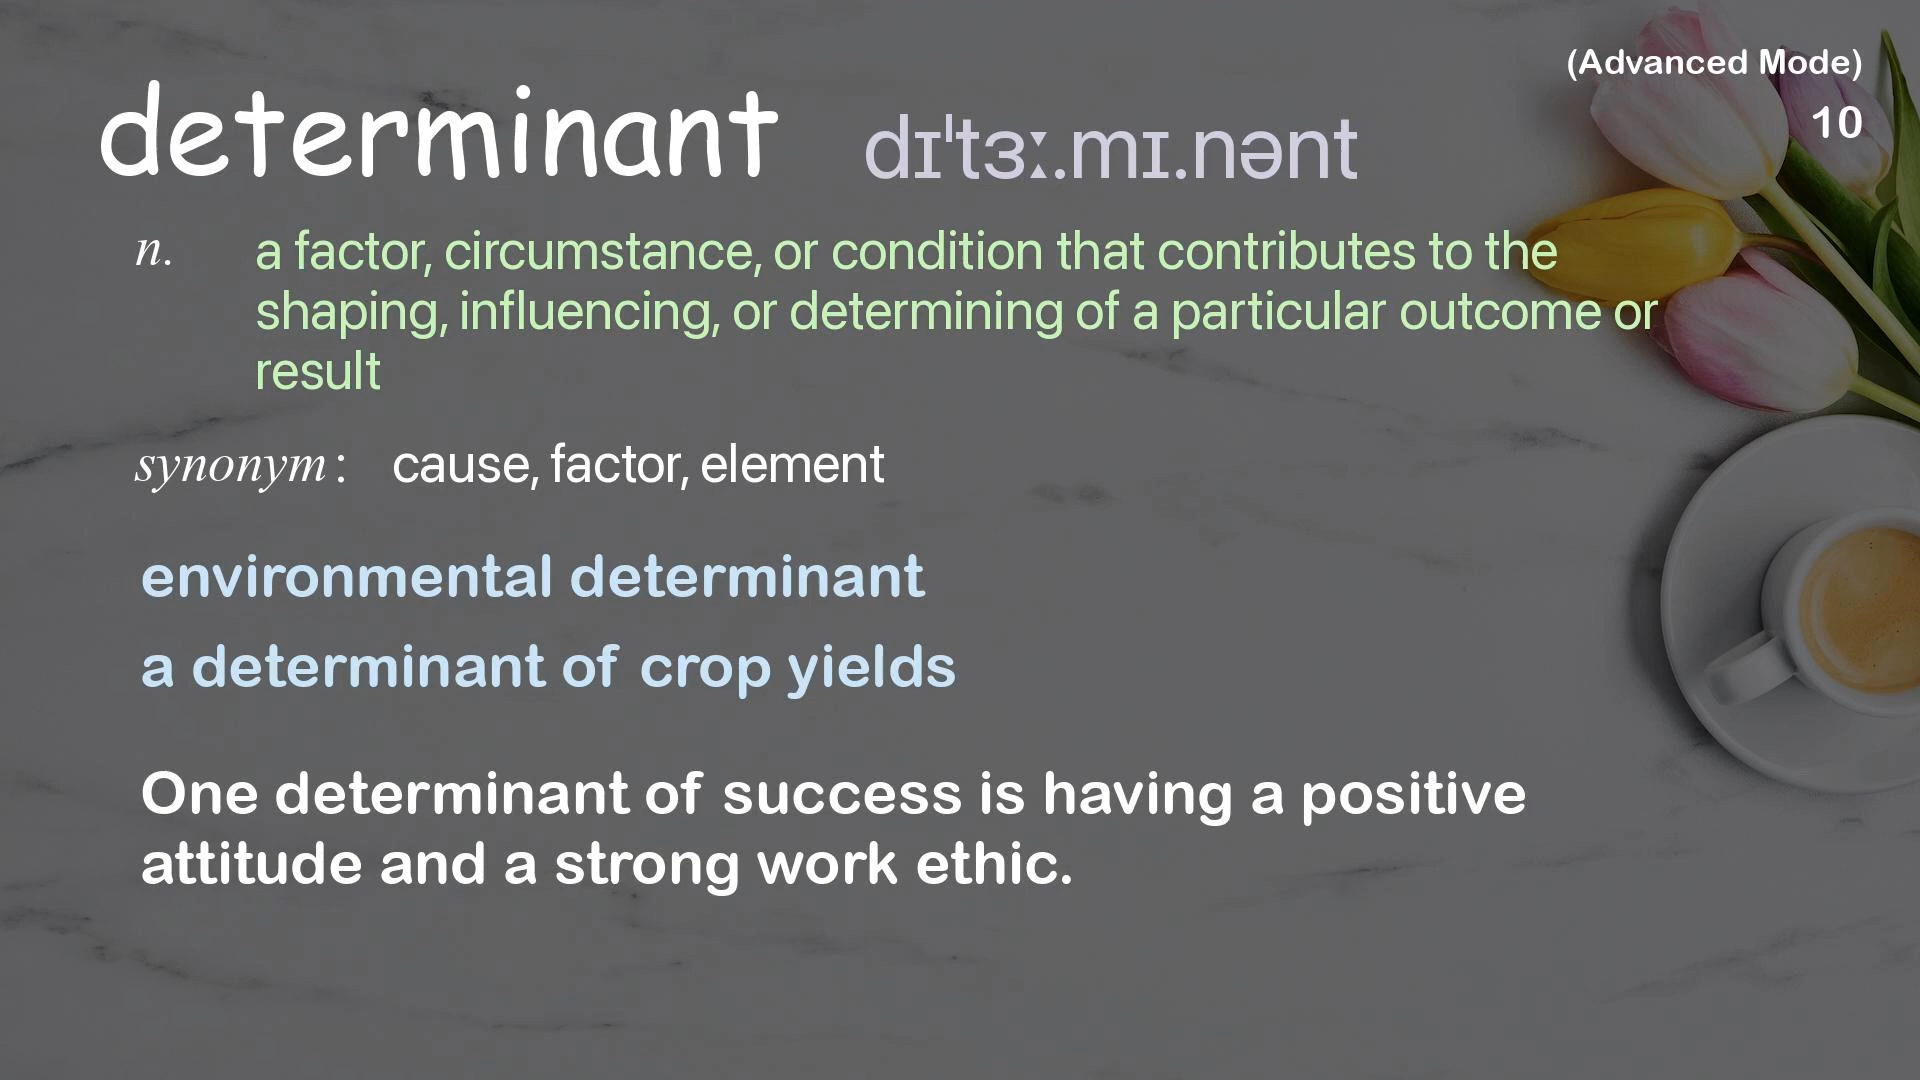 (Advanced Mode)
10
determinant dɪˈtɜː.mɪ.nənt
n. a factor, circumstance, or condition that contributes to the
shaping, influencing, or determining of a particular outcome or
result
synonym: cause, factor, element
environmental determinant
a determinant of crop yields
One determinant of success is having a positive
attitude and a strong work ethic.